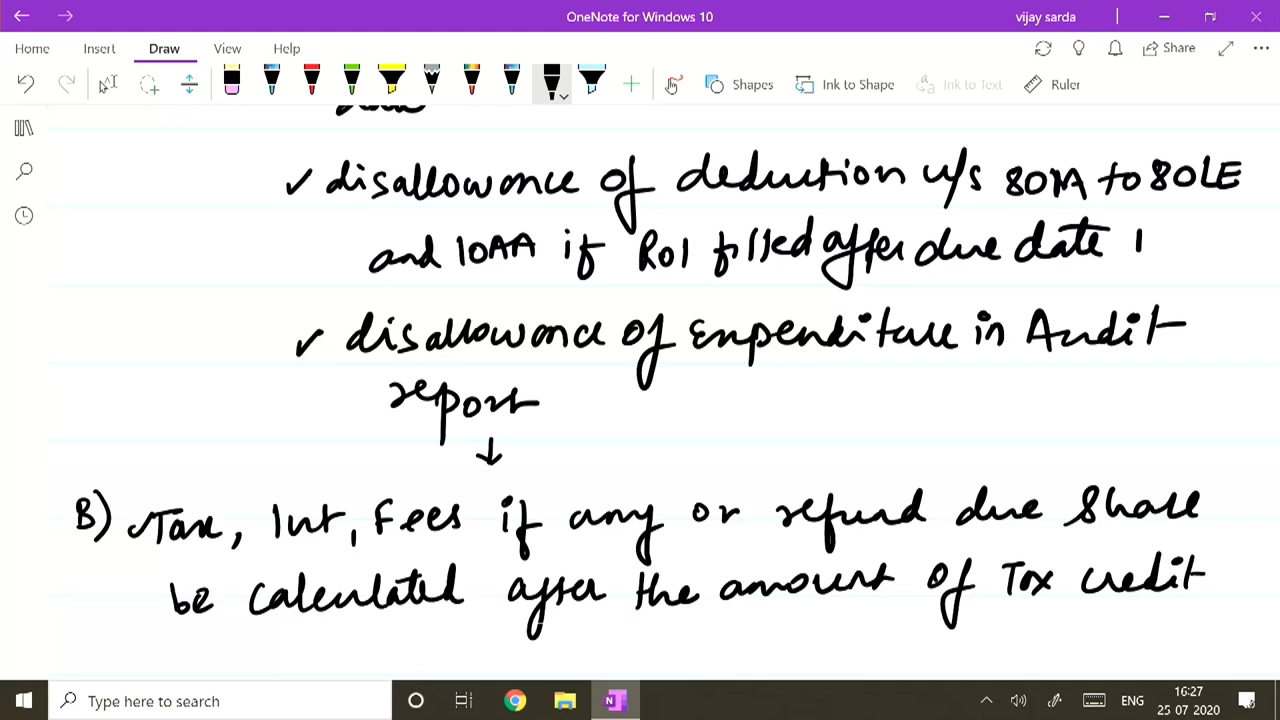 OneNote for Windows 10
vijay sarda
Home Insert Draw View Help
Share
Shapes Ink to Shape Ink to Text Ruler
✓ disallowance of deduction u/s 80IA to 80LE
and 10AA if ROI filled after due date |
✓ disallowance of Expenditure in Audit
report
↓
B) Tax, Int, Fees if any or refund due Shall
be calculated after the amount of Tax credit
Type here to search
ENG
16:27
25 07 2020